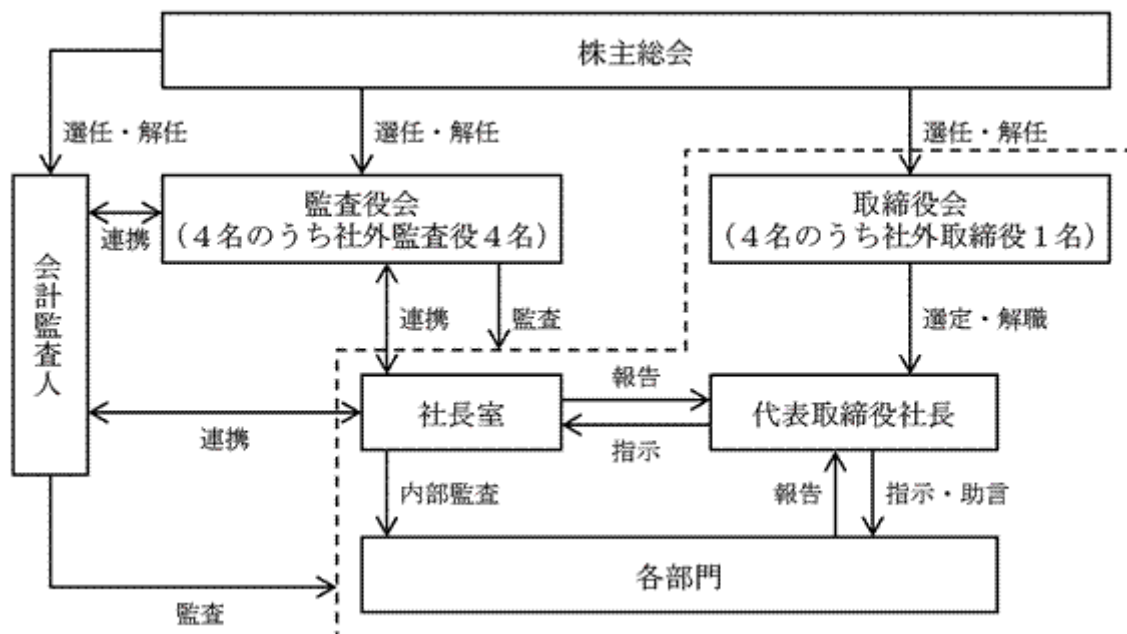 株主総会
選任・解任
選任・解任
選任・解任
監査役会
(4名のうち社外監査役4名)
取締役会
(4名のうち社外取締役1名)
連携
会計監査人
連携
監査
選定・解職
社長室
報告
指示
代表取締役社長
連携
内部監査
報告
指示・助言
各部門
監査